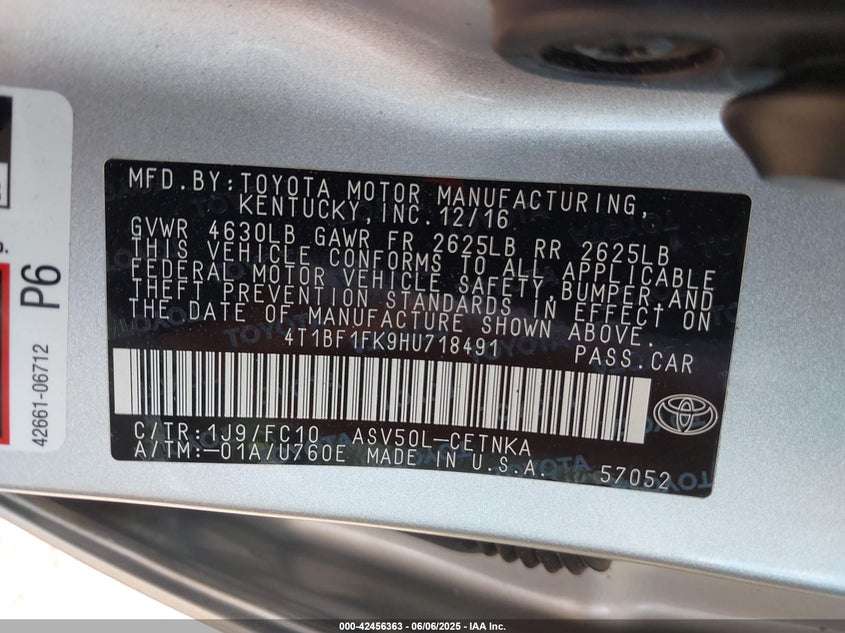 MFD.BY:TOYOTA MOTOR MANUFACTURING,
KENTUCKY,INC.12/16
GVWR 4630LB GAWR FR 2625LB RR 2625LB
THIS VEHICLE CONFORMS TO ALL APPLICABLE
FEDERAL MOTOR VEHICLE SAFETY,BUMPER,AND
THEFT PREVENTION STANDARDS IN EFFECT ON
THE DATE OF MANUFACTURE SHOWN ABOVE.
4T1BF1FK9HU718491 PASS.CAR
C/TR:1J9/FC10 ASV50L-CETNKA
A/TM:-01A/U760E MADE IN U.S.A. 57052
P6
42661-06712
000-42456363 - 06/06/2025 - IAA Inc.